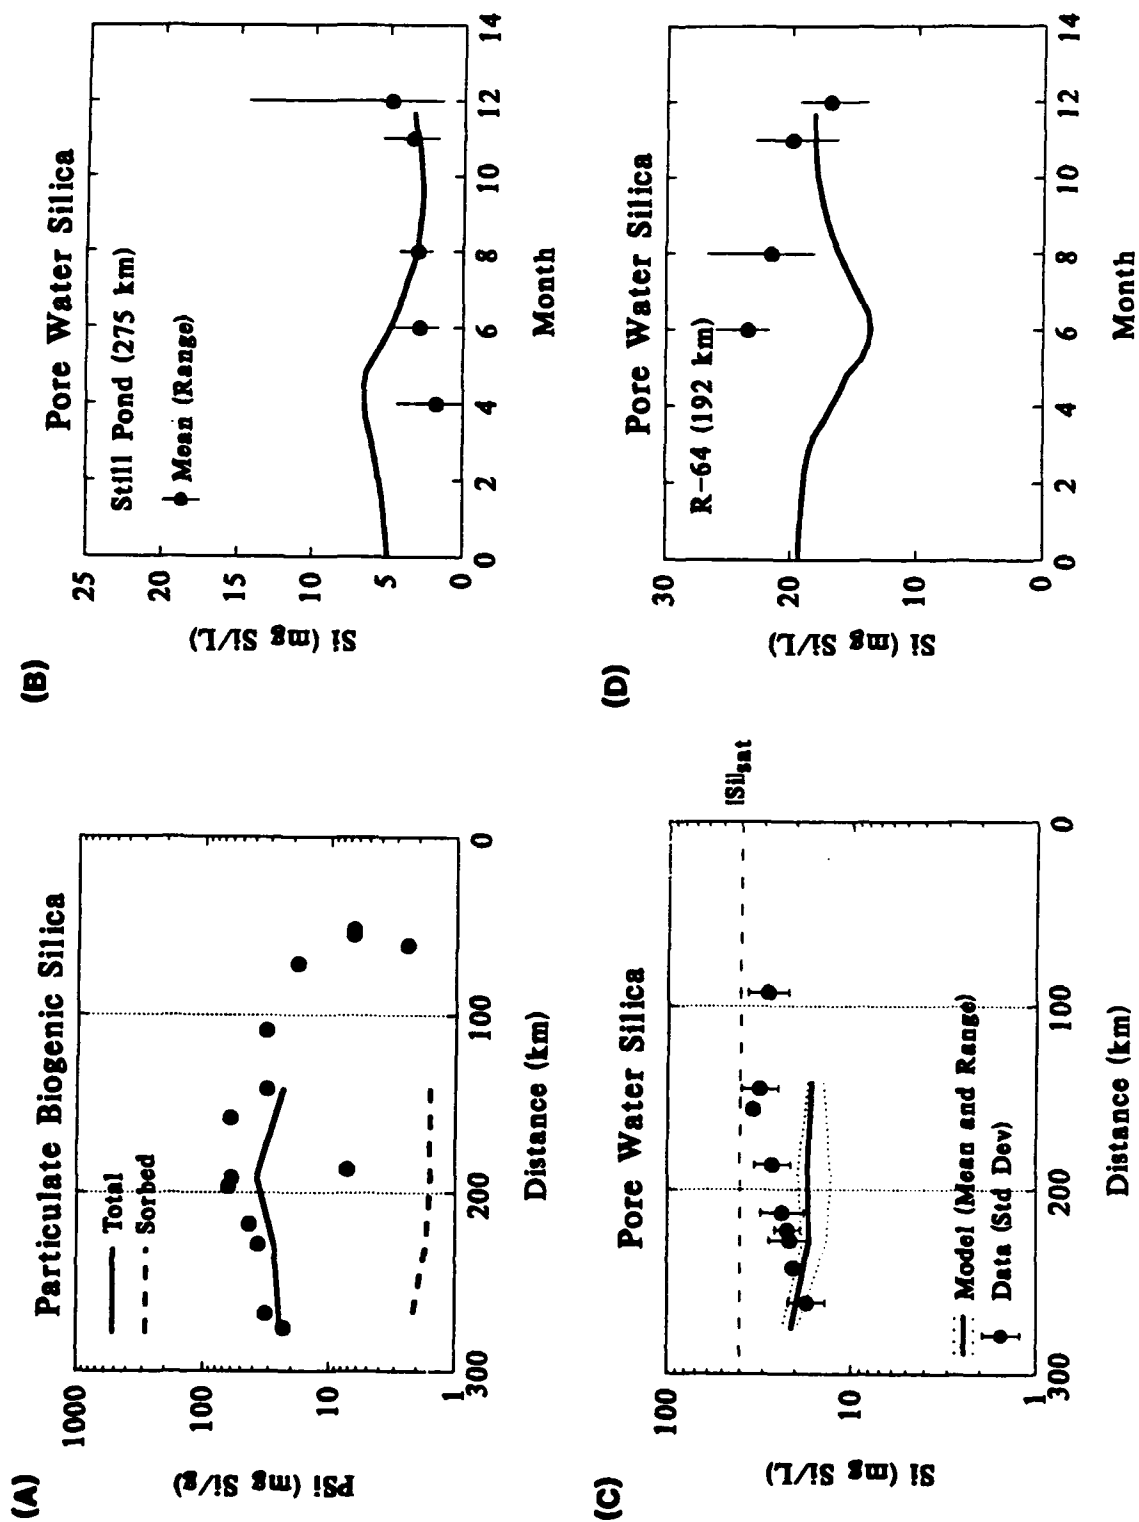 (A)
Particulate Biogenic Silica
Total
Sorbed
PSi (mg Si/g)
1000
100
10
1
300
200
100
0
Distance (km)
(B)
Pore Water Silica
Still Pond (275 km)
Mean (Range)
Si (mg Si/L)
25
20
15
10
5
0
0
2
4
6
8
10
12
14
Month
(C)
Pore Water Silica
[Si]sat
Model (Mean and Range)
Data (Std Dev)
Si (mg Si/L)
100
10
1
300
200
100
0
Distance (km)
(D)
Pore Water Silica
R-64 (192 km)
Si (mg Si/L)
30
20
10
0
0
2
4
6
8
10
12
14
Month